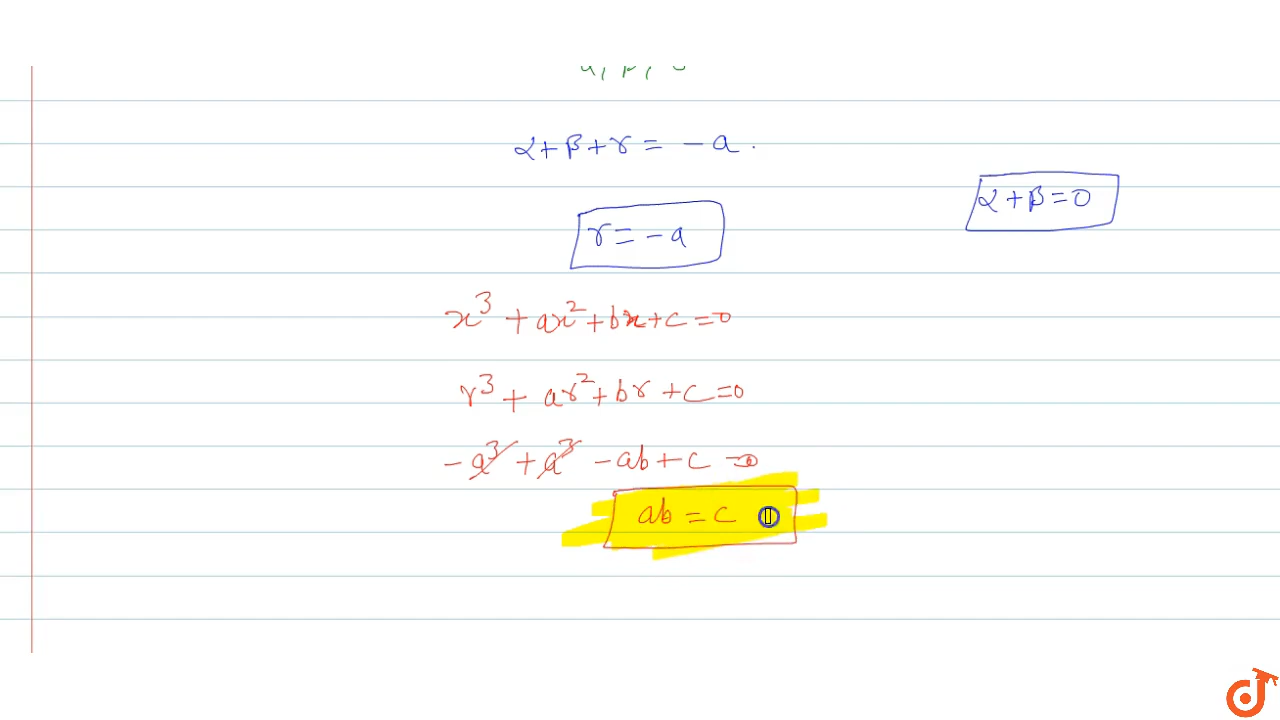 α + β + γ = -a.
α + β = 0
γ = -a
x³ + ax² + bx + c = 0
γ³ + aγ² + bγ + c = 0
-a³ + a³ - ab + c = 0
ab = c